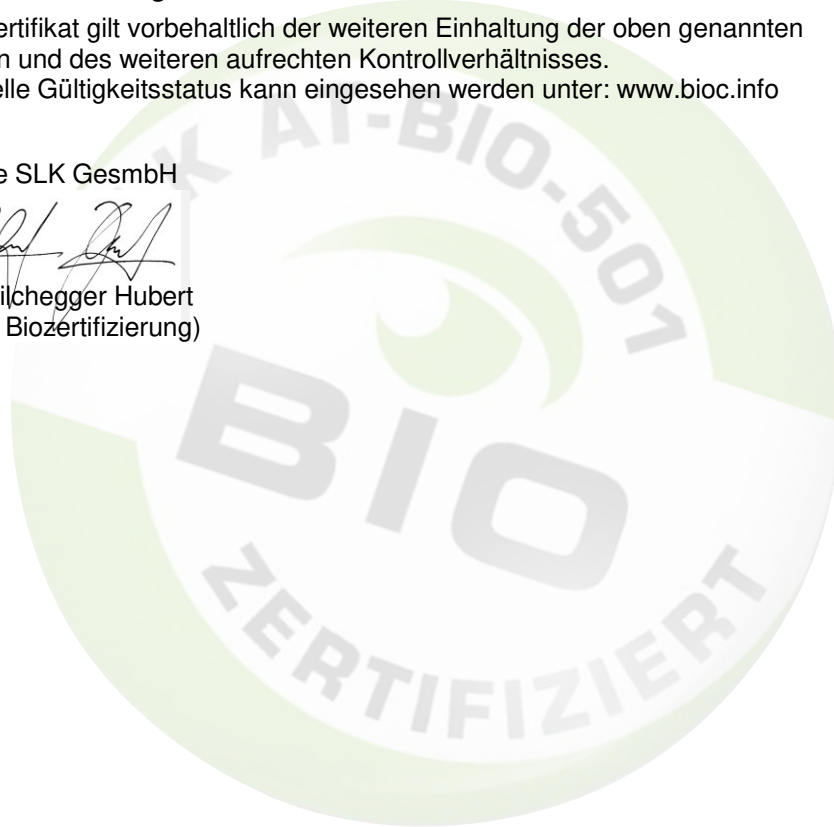 ertifikat gilt vorbehaltlich der weiteren Einhaltung der oben genannten
n und des weiteren aufrechten Kontrollverhältnisses.
elle Gültigkeitsstatus kann eingesehen werden unter: www.bioc.info
e SLK GesmbH
ilchegger Hubert
Biozertifizierung)
K AT-BIO-501
BIO
ZERTIFIZIERT